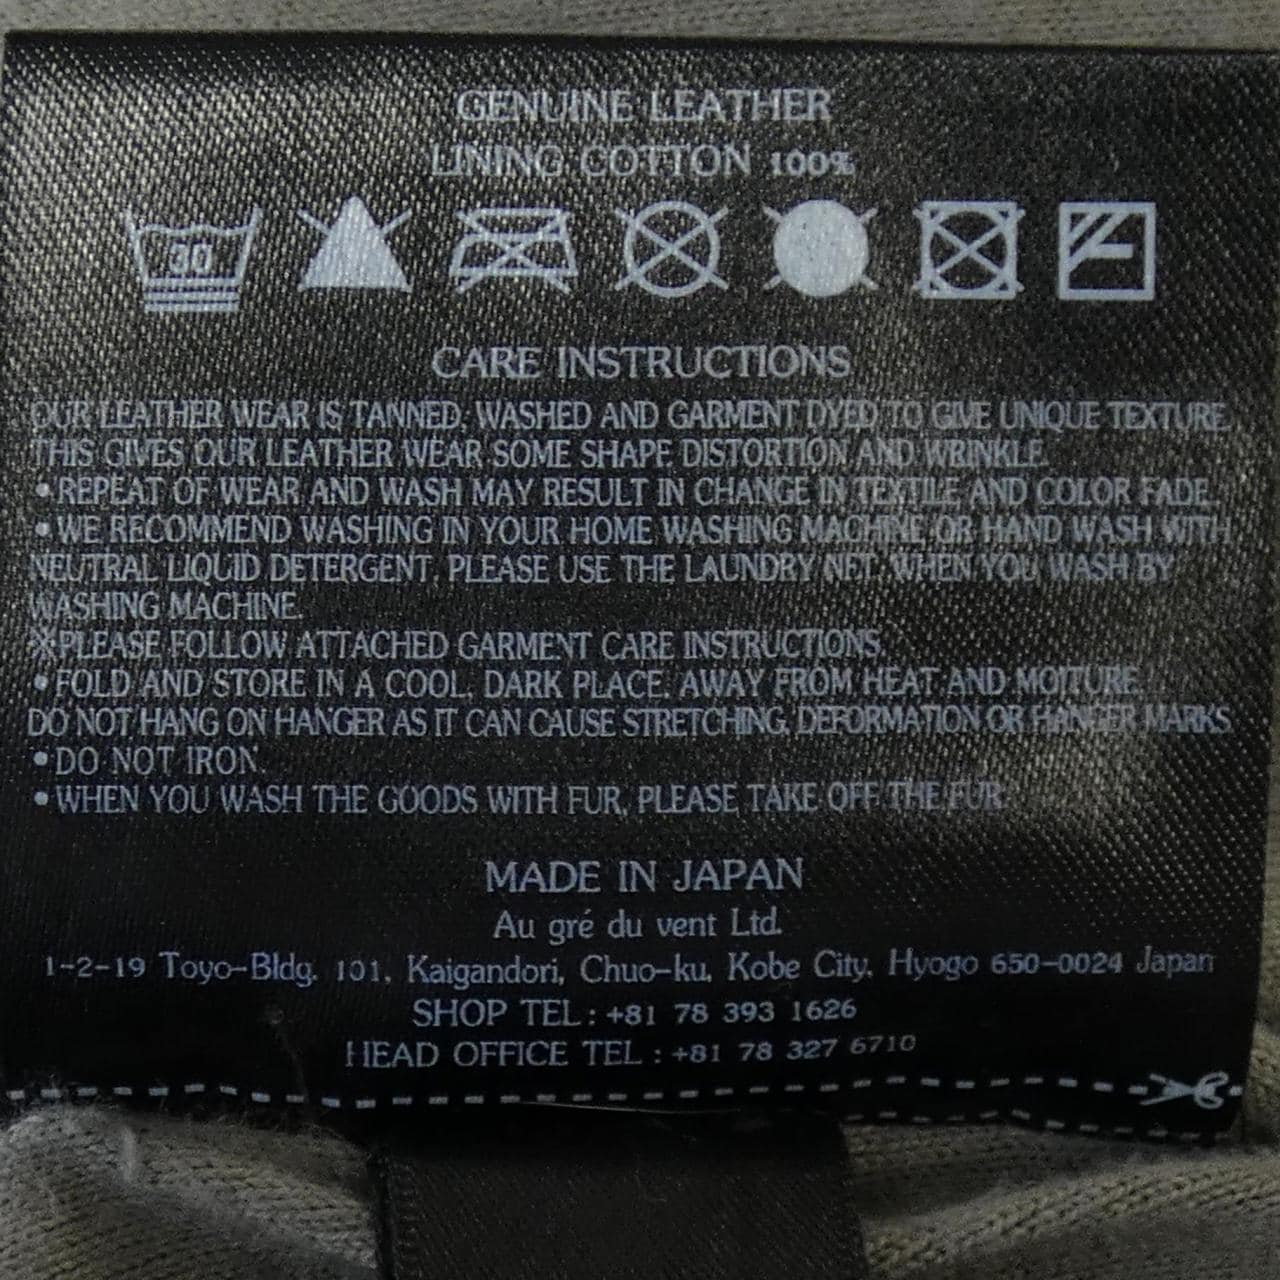 GENUINE LEATHER
LINING COTTON 100%
30
CARE INSTRUCTIONS
OUR LEATHER WEAR IS TANNED, WASHED AND GARMENT DYED TO GIVE UNIQUE TEXTURE.
THIS GIVES OUR LEATHER WEAR SOME SHAPE DISTORTION AND WRINKLE.
•REPEAT OF WEAR AND WASH MAY RESULT IN CHANGE IN TEXTILE AND COLOR FADE.
•WE RECOMMEND WASHING IN YOUR HOME WASHING MACHINE OR HAND WASH WITH
NEUTRAL LIQUID DETERGENT. PLEASE USE THE LAUNDRY NET. WHEN YOU WASH BY
WASHING MACHINE.
※PLEASE FOLLOW ATTACHED GARMENT CARE INSTRUCTIONS.
•FOLD AND STORE IN A COOL, DARK PLACE, AWAY FROM HEAT AND MOITURE.
DO NOT HANG ON HANGER AS IT CAN CAUSE STRETCHING, DEFORMATION OR HANGER MARKS.
•DO NOT IRON.
•WHEN YOU WASH THE GOODS WITH FUR, PLEASE TAKE OFF THE FUR.
MADE IN JAPAN
Au gré du vent Ltd.
1-2-19 Toyo-Bldg. 101, Kaigandori, Chuo-ku, Kobe City, Hyogo 650-0024 Japan
SHOP TEL : +81 78 393 1626
HEAD OFFICE TEL : +81 78 327 6710